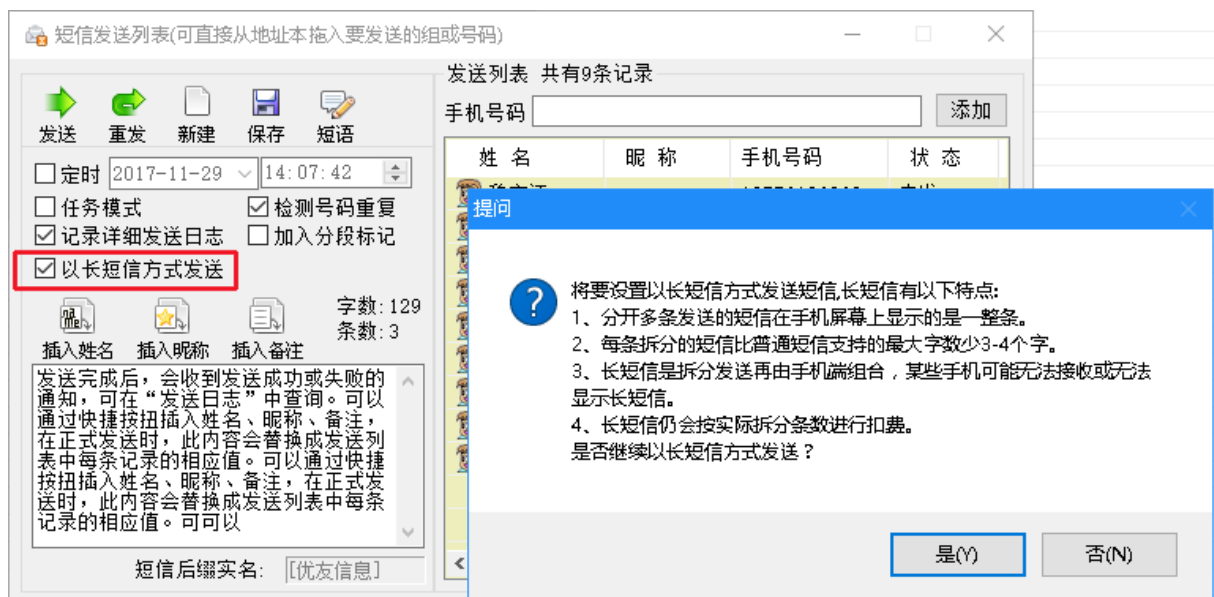 短信发送列表(可直接从地址本拖入要发送的组或号码)
发送 重发 新建 保存 短语
定时 2017-11-29 14:07:42
任务模式 检测号码重复
记录详细发送日志 加入分段标记
以长短信方式发送
字数:129
条数:3
插入姓名 插入昵称 插入备注
发送完成后，会收到发送成功或失败的
通知，可在“发送日志”中查询。可以
通过快捷按扭插入姓名、昵称、备注，
在正式发送时，此内容会替换成发送列
表中每条记录的相应值。可以通过快捷
按扭插入姓名、昵称、备注，在正式发
送时，此内容会替换成发送列表中每条
记录的相应值。可可以
短信后缀实名: [优友信息]
发送列表 共有9条记录
手机号码 添加
姓 名 昵 称 手机号码 状 态
提问
将要设置以长短信方式发送短信,长短信有以下特点:
1、分开多条发送的短信在手机屏幕上显示的是一整条。
2、每条拆分的短信比普通短信支持的最大字数少3-4个字。
3、长短信是拆分发送再由手机端组合，某些手机可能无法接收或无法
显示长短信。
4、长短信仍会按实际拆分条数进行扣费。
是否继续以长短信方式发送？
是(Y) 否(N)